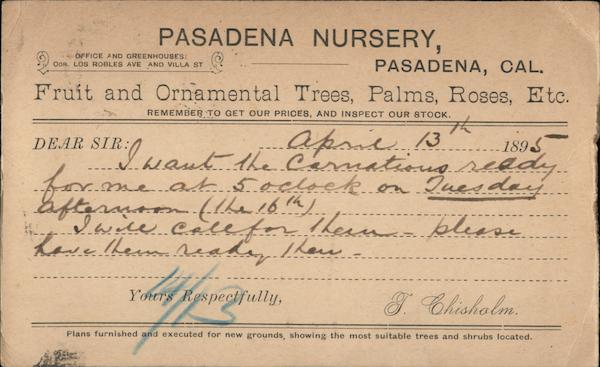 PASADENA NURSERY,
OFFICE AND GREENHOUSES:
COR. LOS ROBLES AVE AND VILLA ST
PASADENA, CAL.
Fruit and Ornamental Trees, Palms, Roses, Etc.
REMEMBER TO GET OUR PRICES, AND INSPECT OUR STOCK.
DEAR SIR: April 13th 1895
I want the Carnations ready
for me at 5 oclock on Tuesday
afternoon (the 16th)
I will call for them - please
have them ready then -
14/13
Yours Respectfully, F. Chisholm.
Plans furnished and executed for new grounds, showing the most suitable trees and shrubs located.